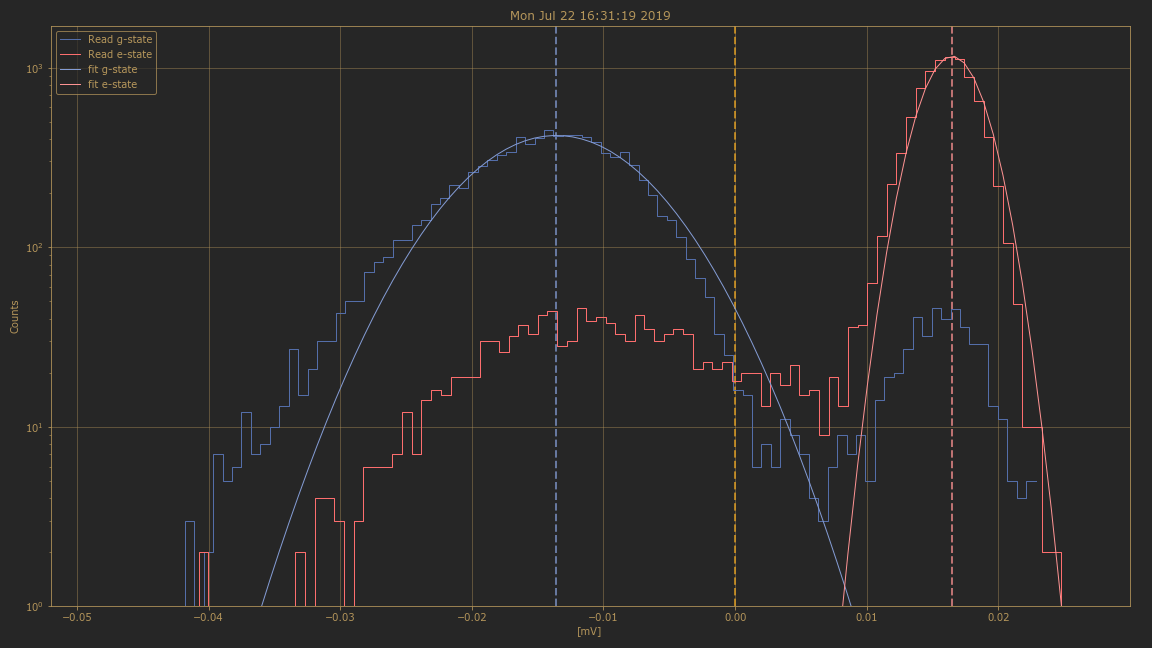 Mon Jul 22 16:31:19 2019
Read g-state
Read e-state
fit g-state
fit e-state
Counts
10³
10²
10¹
10⁰
−0.05 −0.04 −0.03 −0.02 −0.01 0.00 0.01 0.02
[mV]